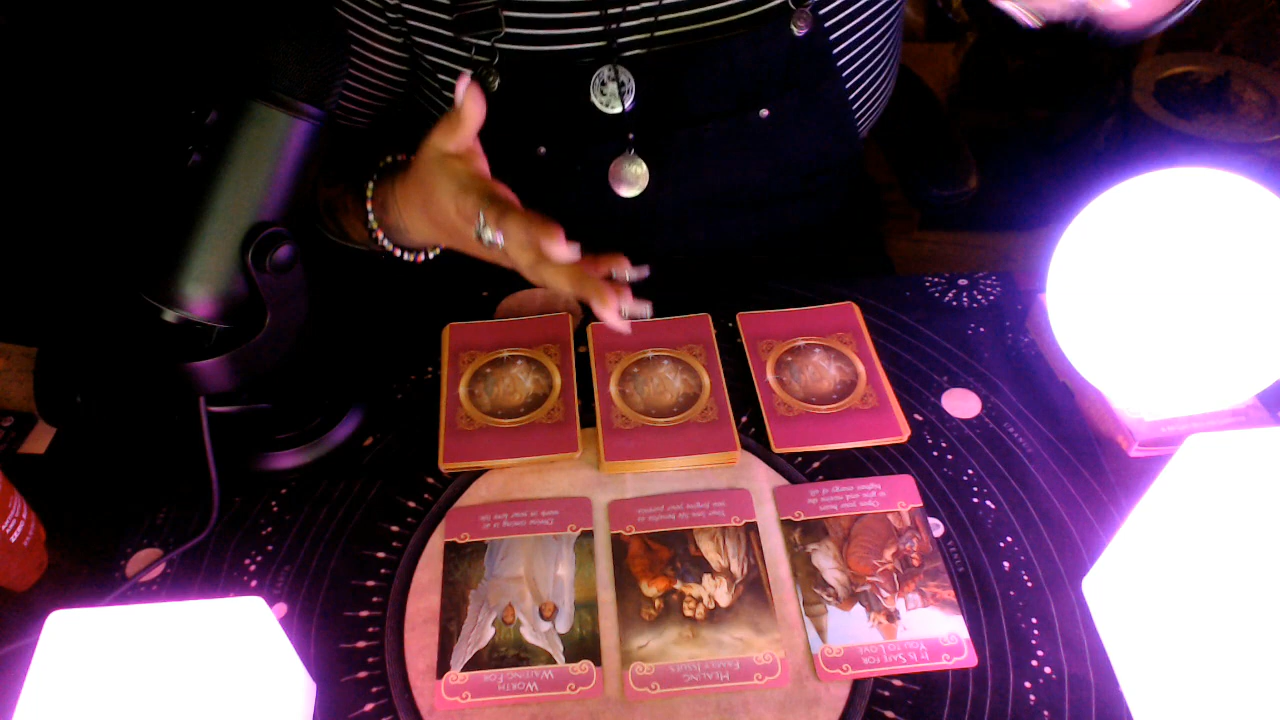 WORTH
WAITING FOR
Divine timing is at
work in your love life
HEALING
FAMILY ISSUES
Your love life benefits as
you forgive your parents
IT IS SAFE FOR
YOU TO LOVE
Open your heart
to give and receive the
highest energy of all
URANUS
VENUS